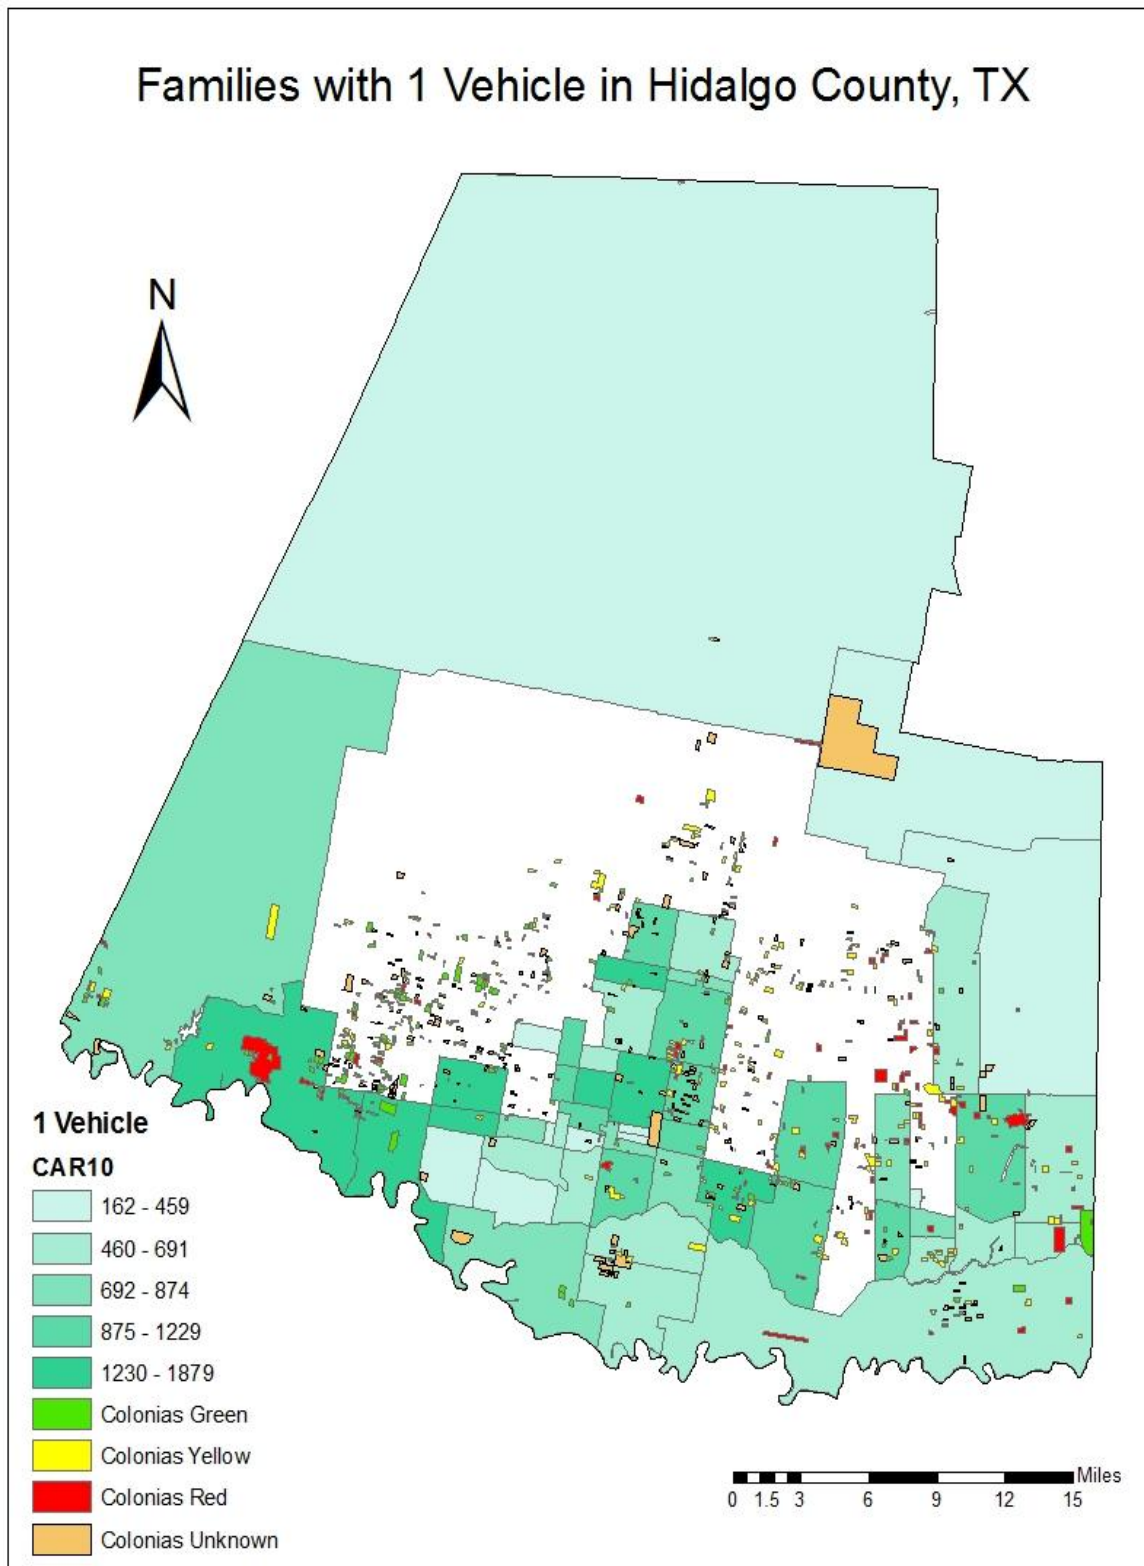 Families with 1 Vehicle in Hidalgo County, TX
N
1 Vehicle
CAR10
162 - 459
460 - 691
692 - 874
875 - 1229
1230 - 1879
Colonias Green
Colonias Yellow
Colonias Red
Colonias Unknown
Miles
0 1.5 3 6 9 12 15